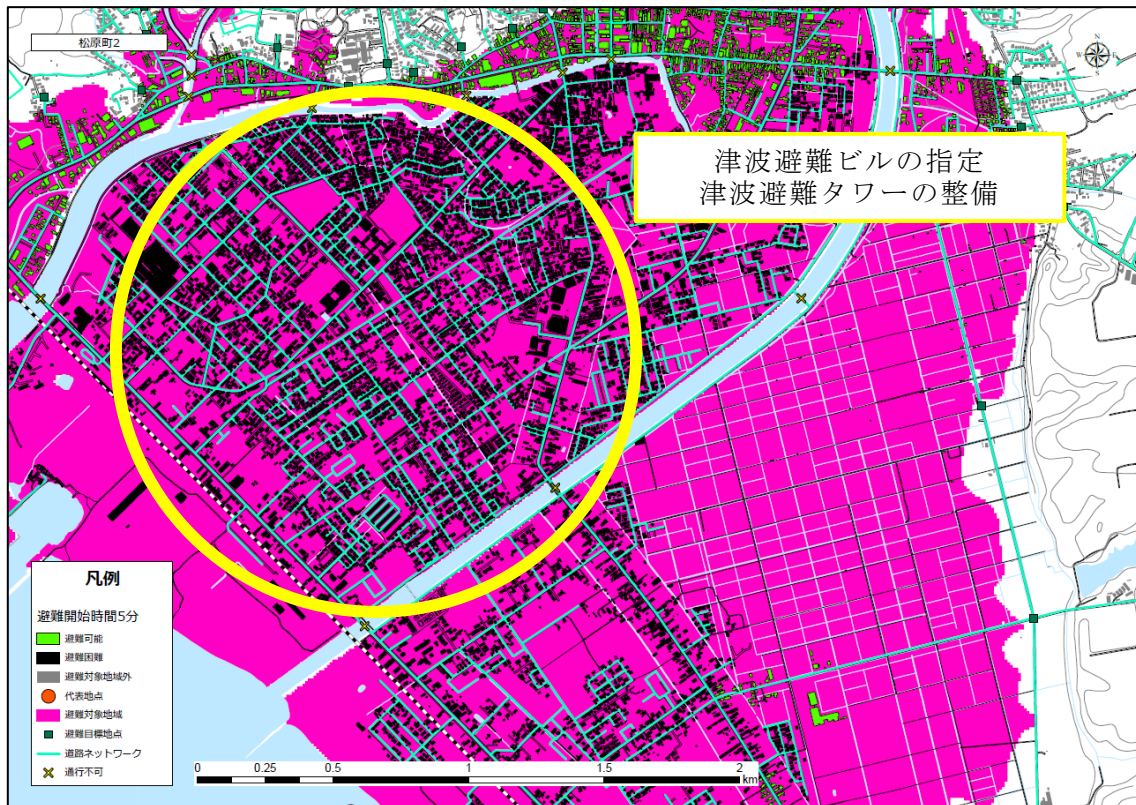 松原町2
N
W
E
S
津波避難ビルの指定
津波避難タワーの整備
凡例
避難開始時間5分
避難可能
避難困難
避難対象地域外
代表地点
避難対象地域
避難目標地点
道路ネットワーク
通行不可
0 0.25 0.5 1 1.5 2
km